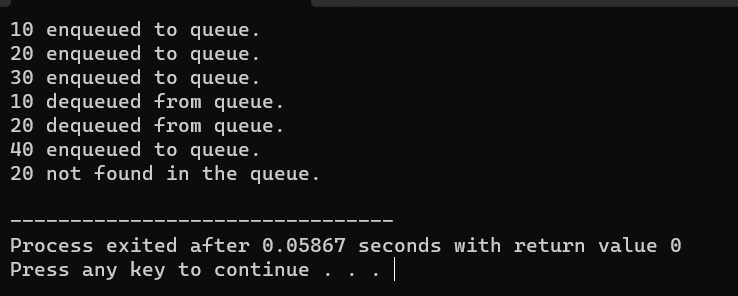 10 enqueued to queue.
20 enqueued to queue.
30 enqueued to queue.
10 dequeued from queue.
20 dequeued from queue.
40 enqueued to queue.
20 not found in the queue.
--------------------------------
Process exited after 0.05867 seconds with return value 0
Press any key to continue . . .